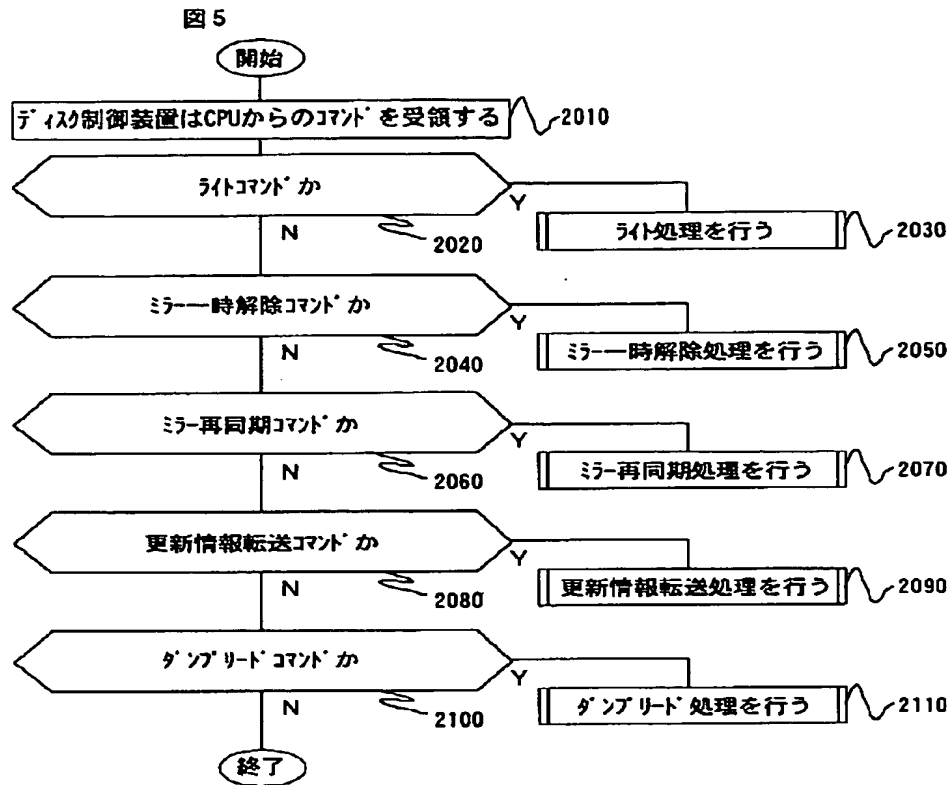 図5
開始
ディスク制御装置はCPUからのコマンドを受領する 2010
ライトコマンドか
Y
N 2020
ライト処理を行う 2030
ミラー一時解除コマンドか
Y
N 2040
ミラー一時解除処理を行う 2050
ミラー再同期コマンドか
Y
N 2060
ミラー再同期処理を行う 2070
更新情報転送コマンドか
Y
N 2080
更新情報転送処理を行う 2090
ダンプリードコマンドか
Y
N 2100
ダンプリード処理を行う 2110
終了